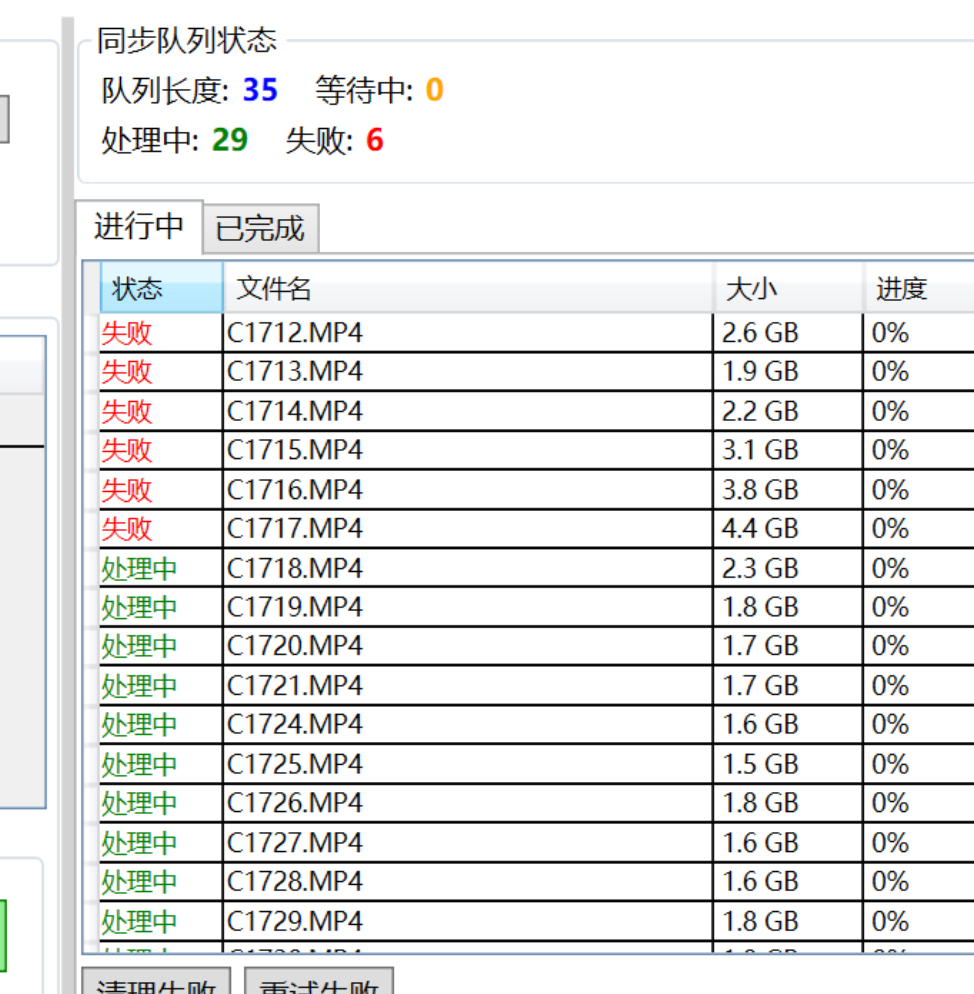 同步队列状态
队列长度: 35 等待中: 0
处理中: 29 失败: 6
进行中 已完成
状态 文件名 大小 进度
失败 C1712.MP4 2.6 GB 0%
失败 C1713.MP4 1.9 GB 0%
失败 C1714.MP4 2.2 GB 0%
失败 C1715.MP4 3.1 GB 0%
失败 C1716.MP4 3.8 GB 0%
失败 C1717.MP4 4.4 GB 0%
处理中 C1718.MP4 2.3 GB 0%
处理中 C1719.MP4 1.8 GB 0%
处理中 C1720.MP4 1.7 GB 0%
处理中 C1721.MP4 1.7 GB 0%
处理中 C1724.MP4 1.6 GB 0%
处理中 C1725.MP4 1.5 GB 0%
处理中 C1726.MP4 1.8 GB 0%
处理中 C1727.MP4 1.6 GB 0%
处理中 C1728.MP4 1.6 GB 0%
处理中 C1729.MP4 1.8 GB 0%
清理失败 重试失败